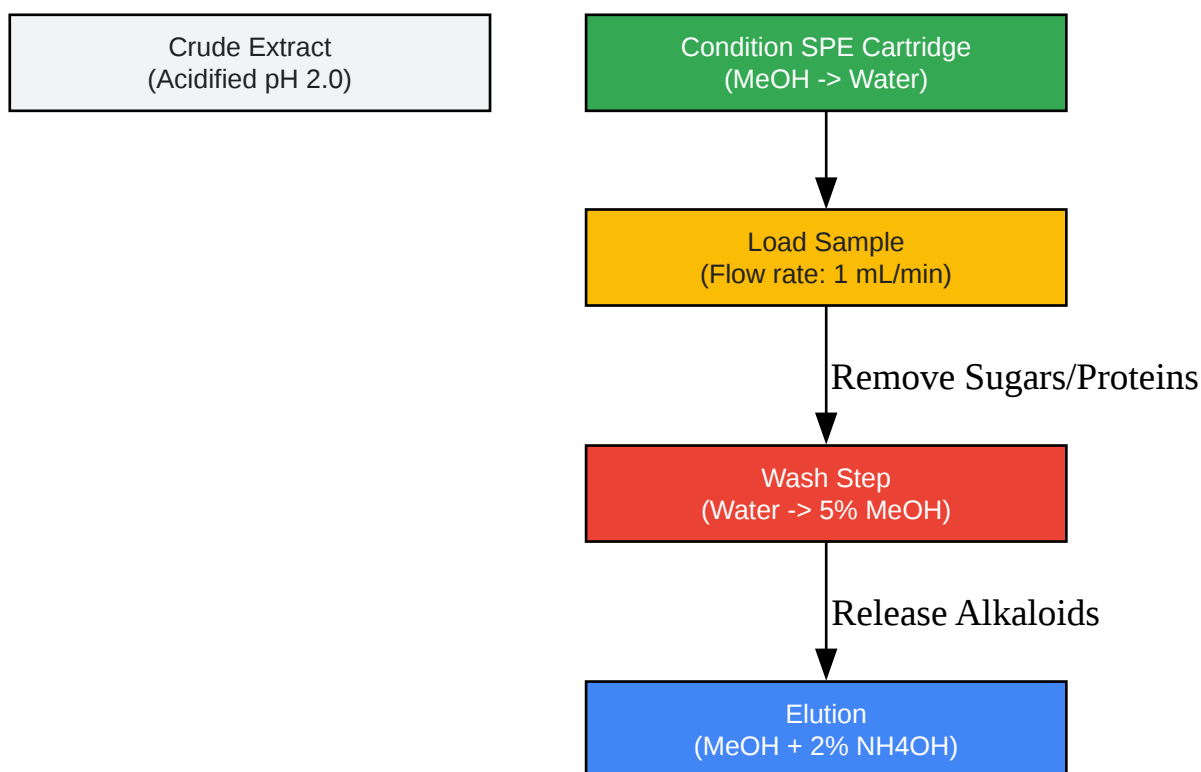 Crude Extract
(Acidified pH 2.0)
Condition SPE Cartridge
(MeOH -> Water)
Load Sample
(Flow rate: 1 mL/min)
Remove Sugars/Proteins
Wash Step
(Water -> 5% MeOH)
Release Alkaloids
Elution
(MeOH + 2% NH4OH)